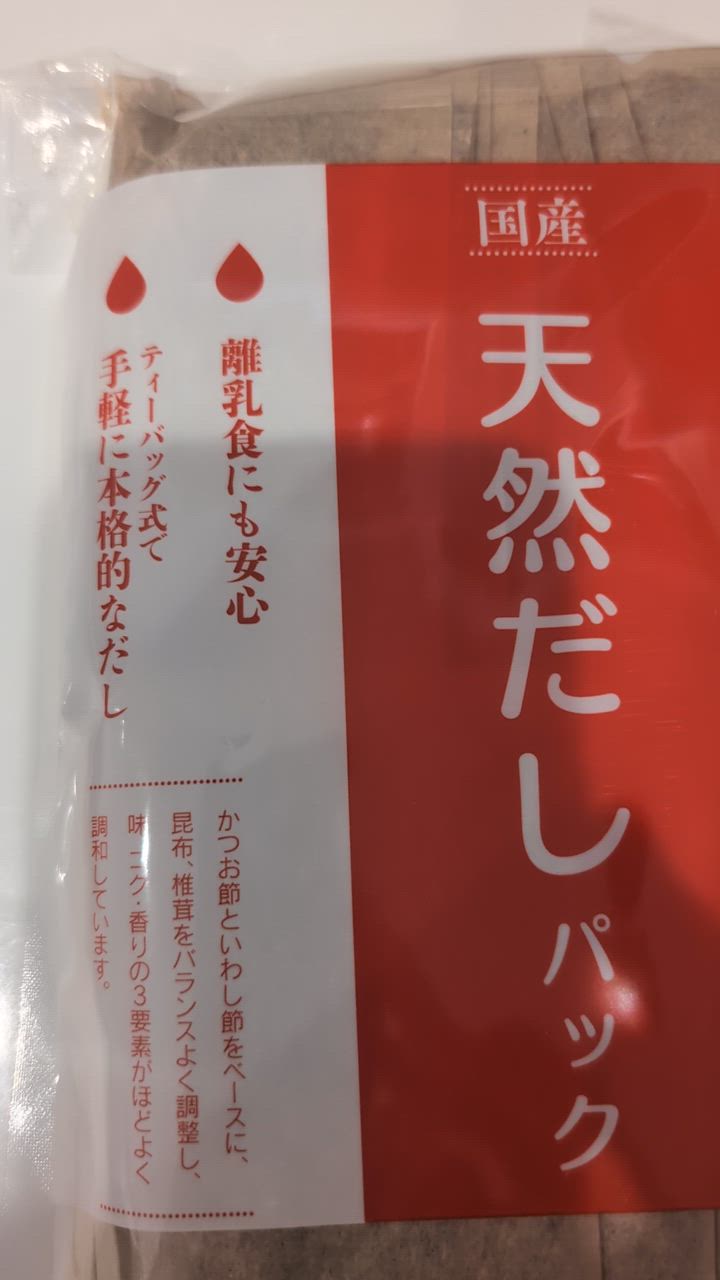 国産
天然だしパック
離乳食にも安心
ティーバッグ式で
手軽に本格的なだし
かつお節といわし節をベースに、
昆布、椎茸をバランスよく調整し、
味・コク・香りの3要素がほどよく
調和しています。